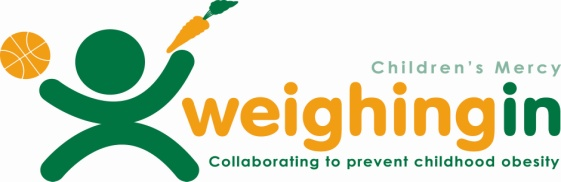 Children's Mercy
weighingin
Collaborating to prevent childhood obesity